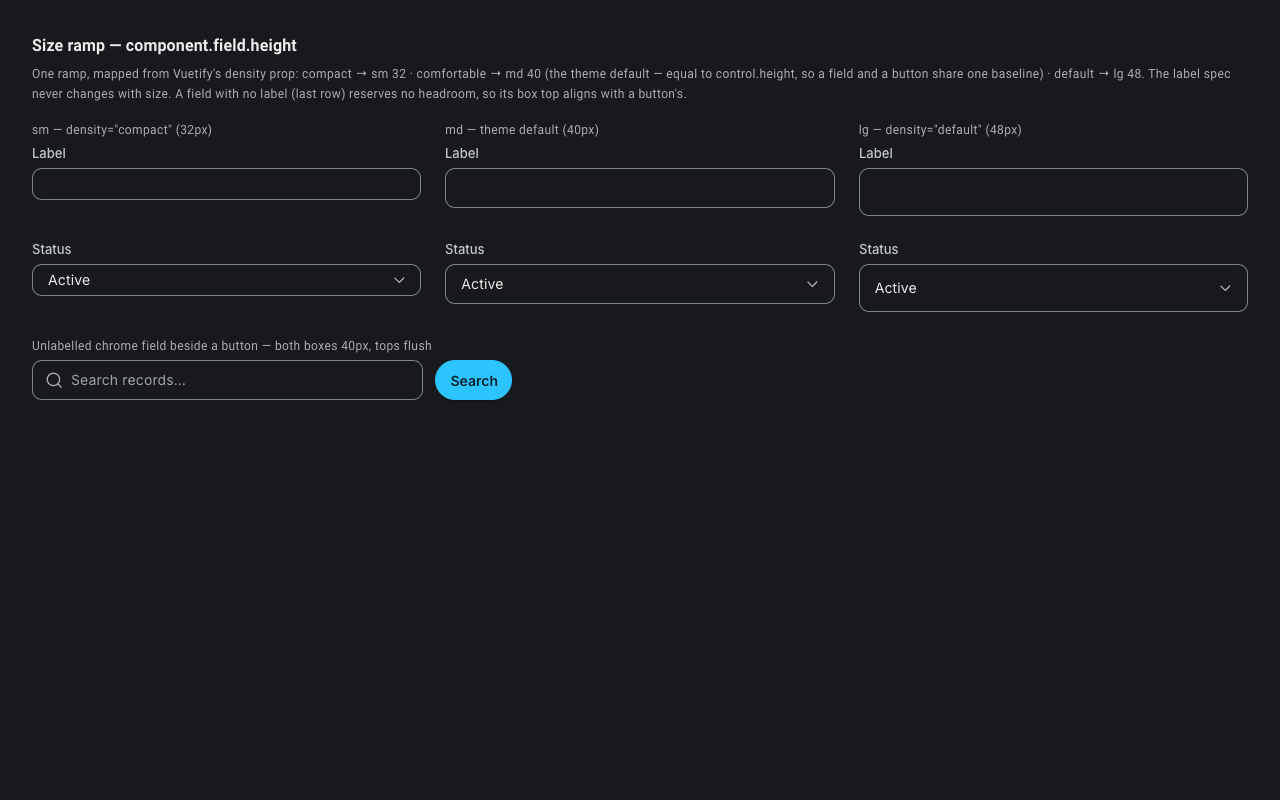 Size ramp — component.field.height
One ramp, mapped from Vuetify's density prop: compact → sm 32 · comfortable → md 40 (the theme default — equal to control.height, so a field and a button share one baseline) · default → lg 48. The label spec
never changes with size. A field with no label (last row) reserves no headroom, so its box top aligns with a button's.
sm — density="compact" (32px)
md — theme default (40px)
lg — density="default" (48px)
Label
Label
Label
Status
Status
Status
Active
Active
Active
Unlabelled chrome field beside a button — both boxes 40px, tops flush
Search records...
Search